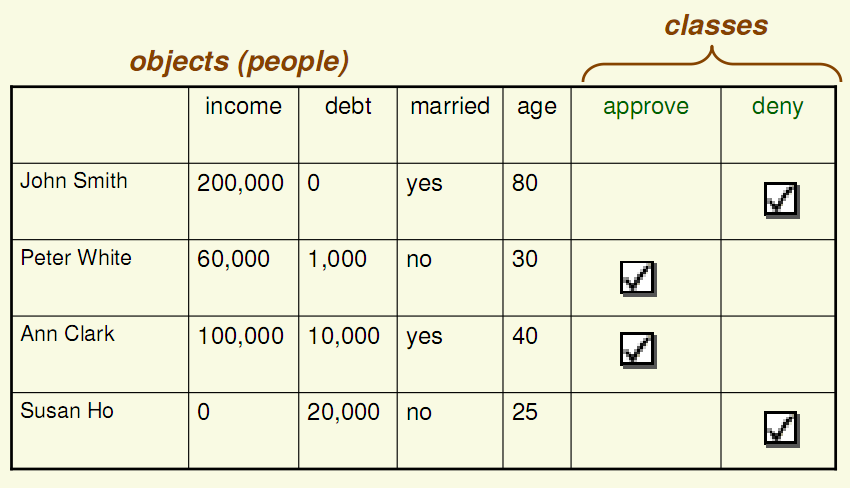 classes
objects (people)
income debt married age approve deny
John Smith 200,000 0 yes 80
Peter White 60,000 1,000 no 30
Ann Clark 100,000 10,000 yes 40
Susan Ho 0 20,000 no 25